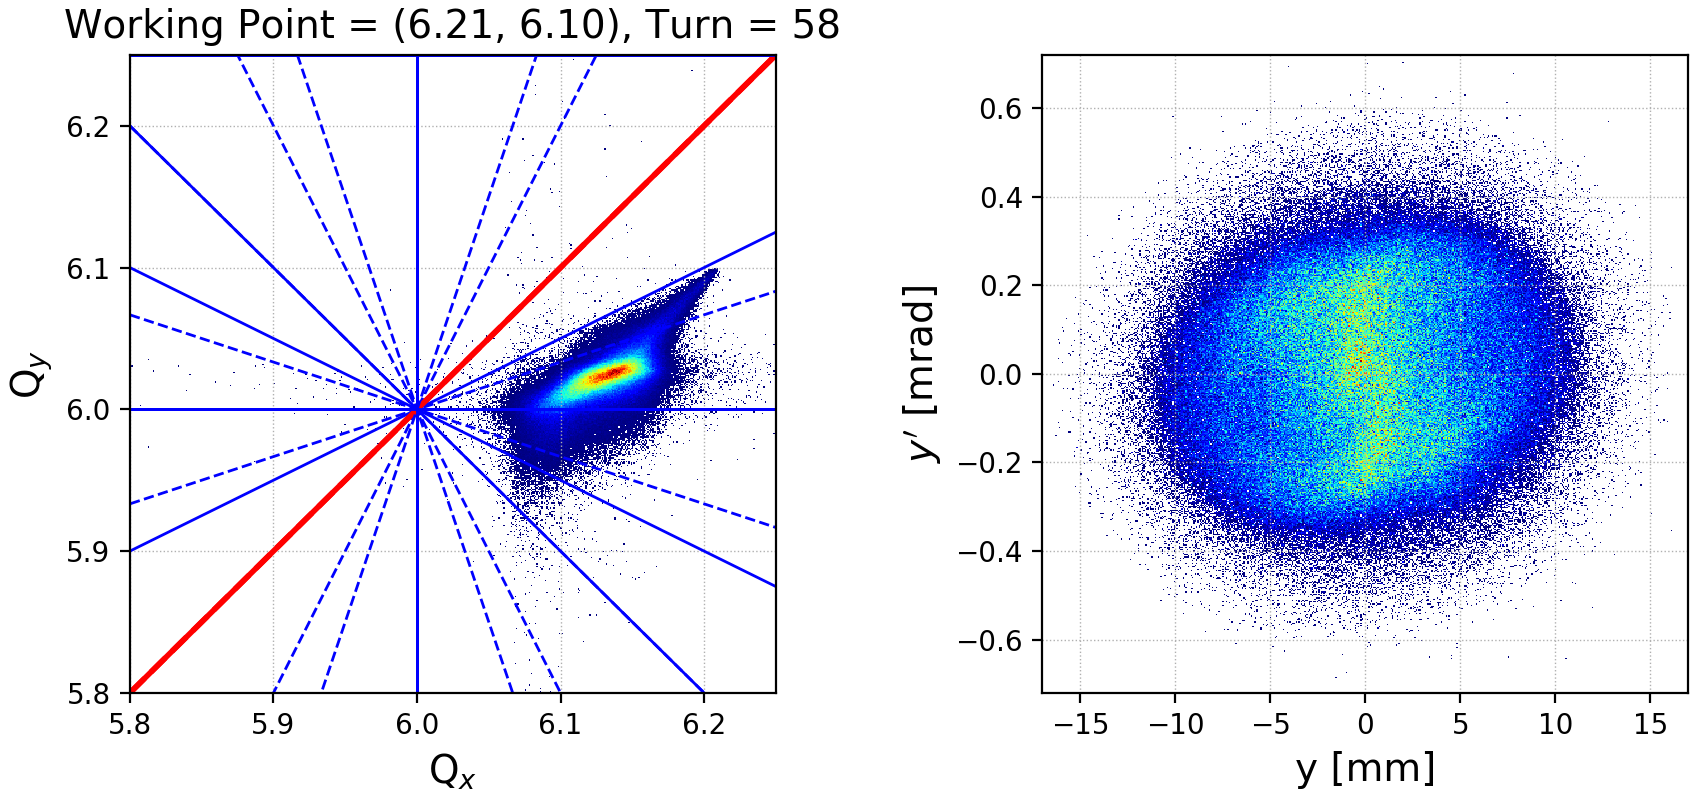 Working Point = (6.21, 6.10), Turn = 58
6.2
6.1
6.0
5.9
5.8
Qy
5.8 5.9 6.0 6.1 6.2
Qx
0.6
0.4
0.2
0.0
−0.2
−0.4
−0.6
y′ [mrad]
−15 −10 −5 0 5 10 15
y [mm]